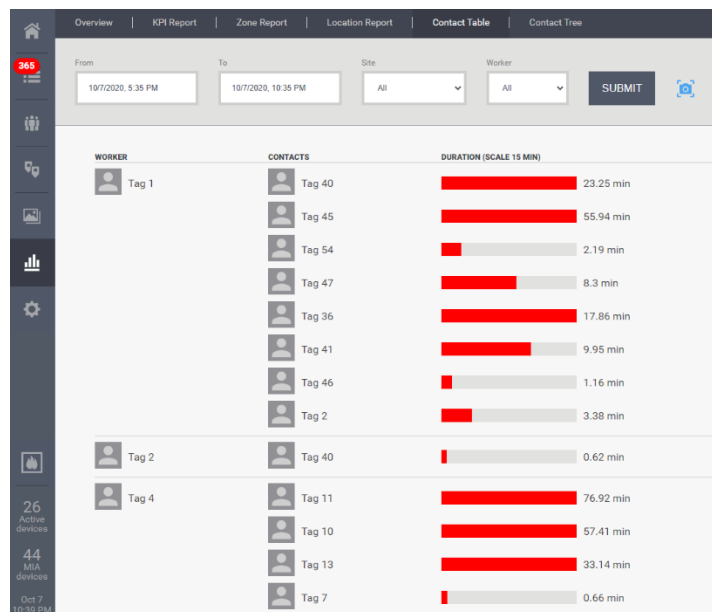 Overview | KPI Report | Zone Report | Location Report | Contact Table | Contact Tree
365
From To Site Worker
10/7/2020, 5:35 PM 10/7/2020, 10:35 PM All All SUBMIT
WORKER CONTACTS DURATION (SCALE 15 MIN)
Tag 1 Tag 40 23.25 min
Tag 45 55.94 min
Tag 54 2.19 min
Tag 47 8.3 min
Tag 36 17.86 min
Tag 41 9.95 min
Tag 46 1.16 min
Tag 2 3.38 min
Tag 2 Tag 40 0.62 min
Tag 4 Tag 11 76.92 min
Tag 10 57.41 min
Tag 13 33.14 min
Tag 7 0.66 min
26
Active
devices
44
MIA
devices
Oct 7
10:39 PM